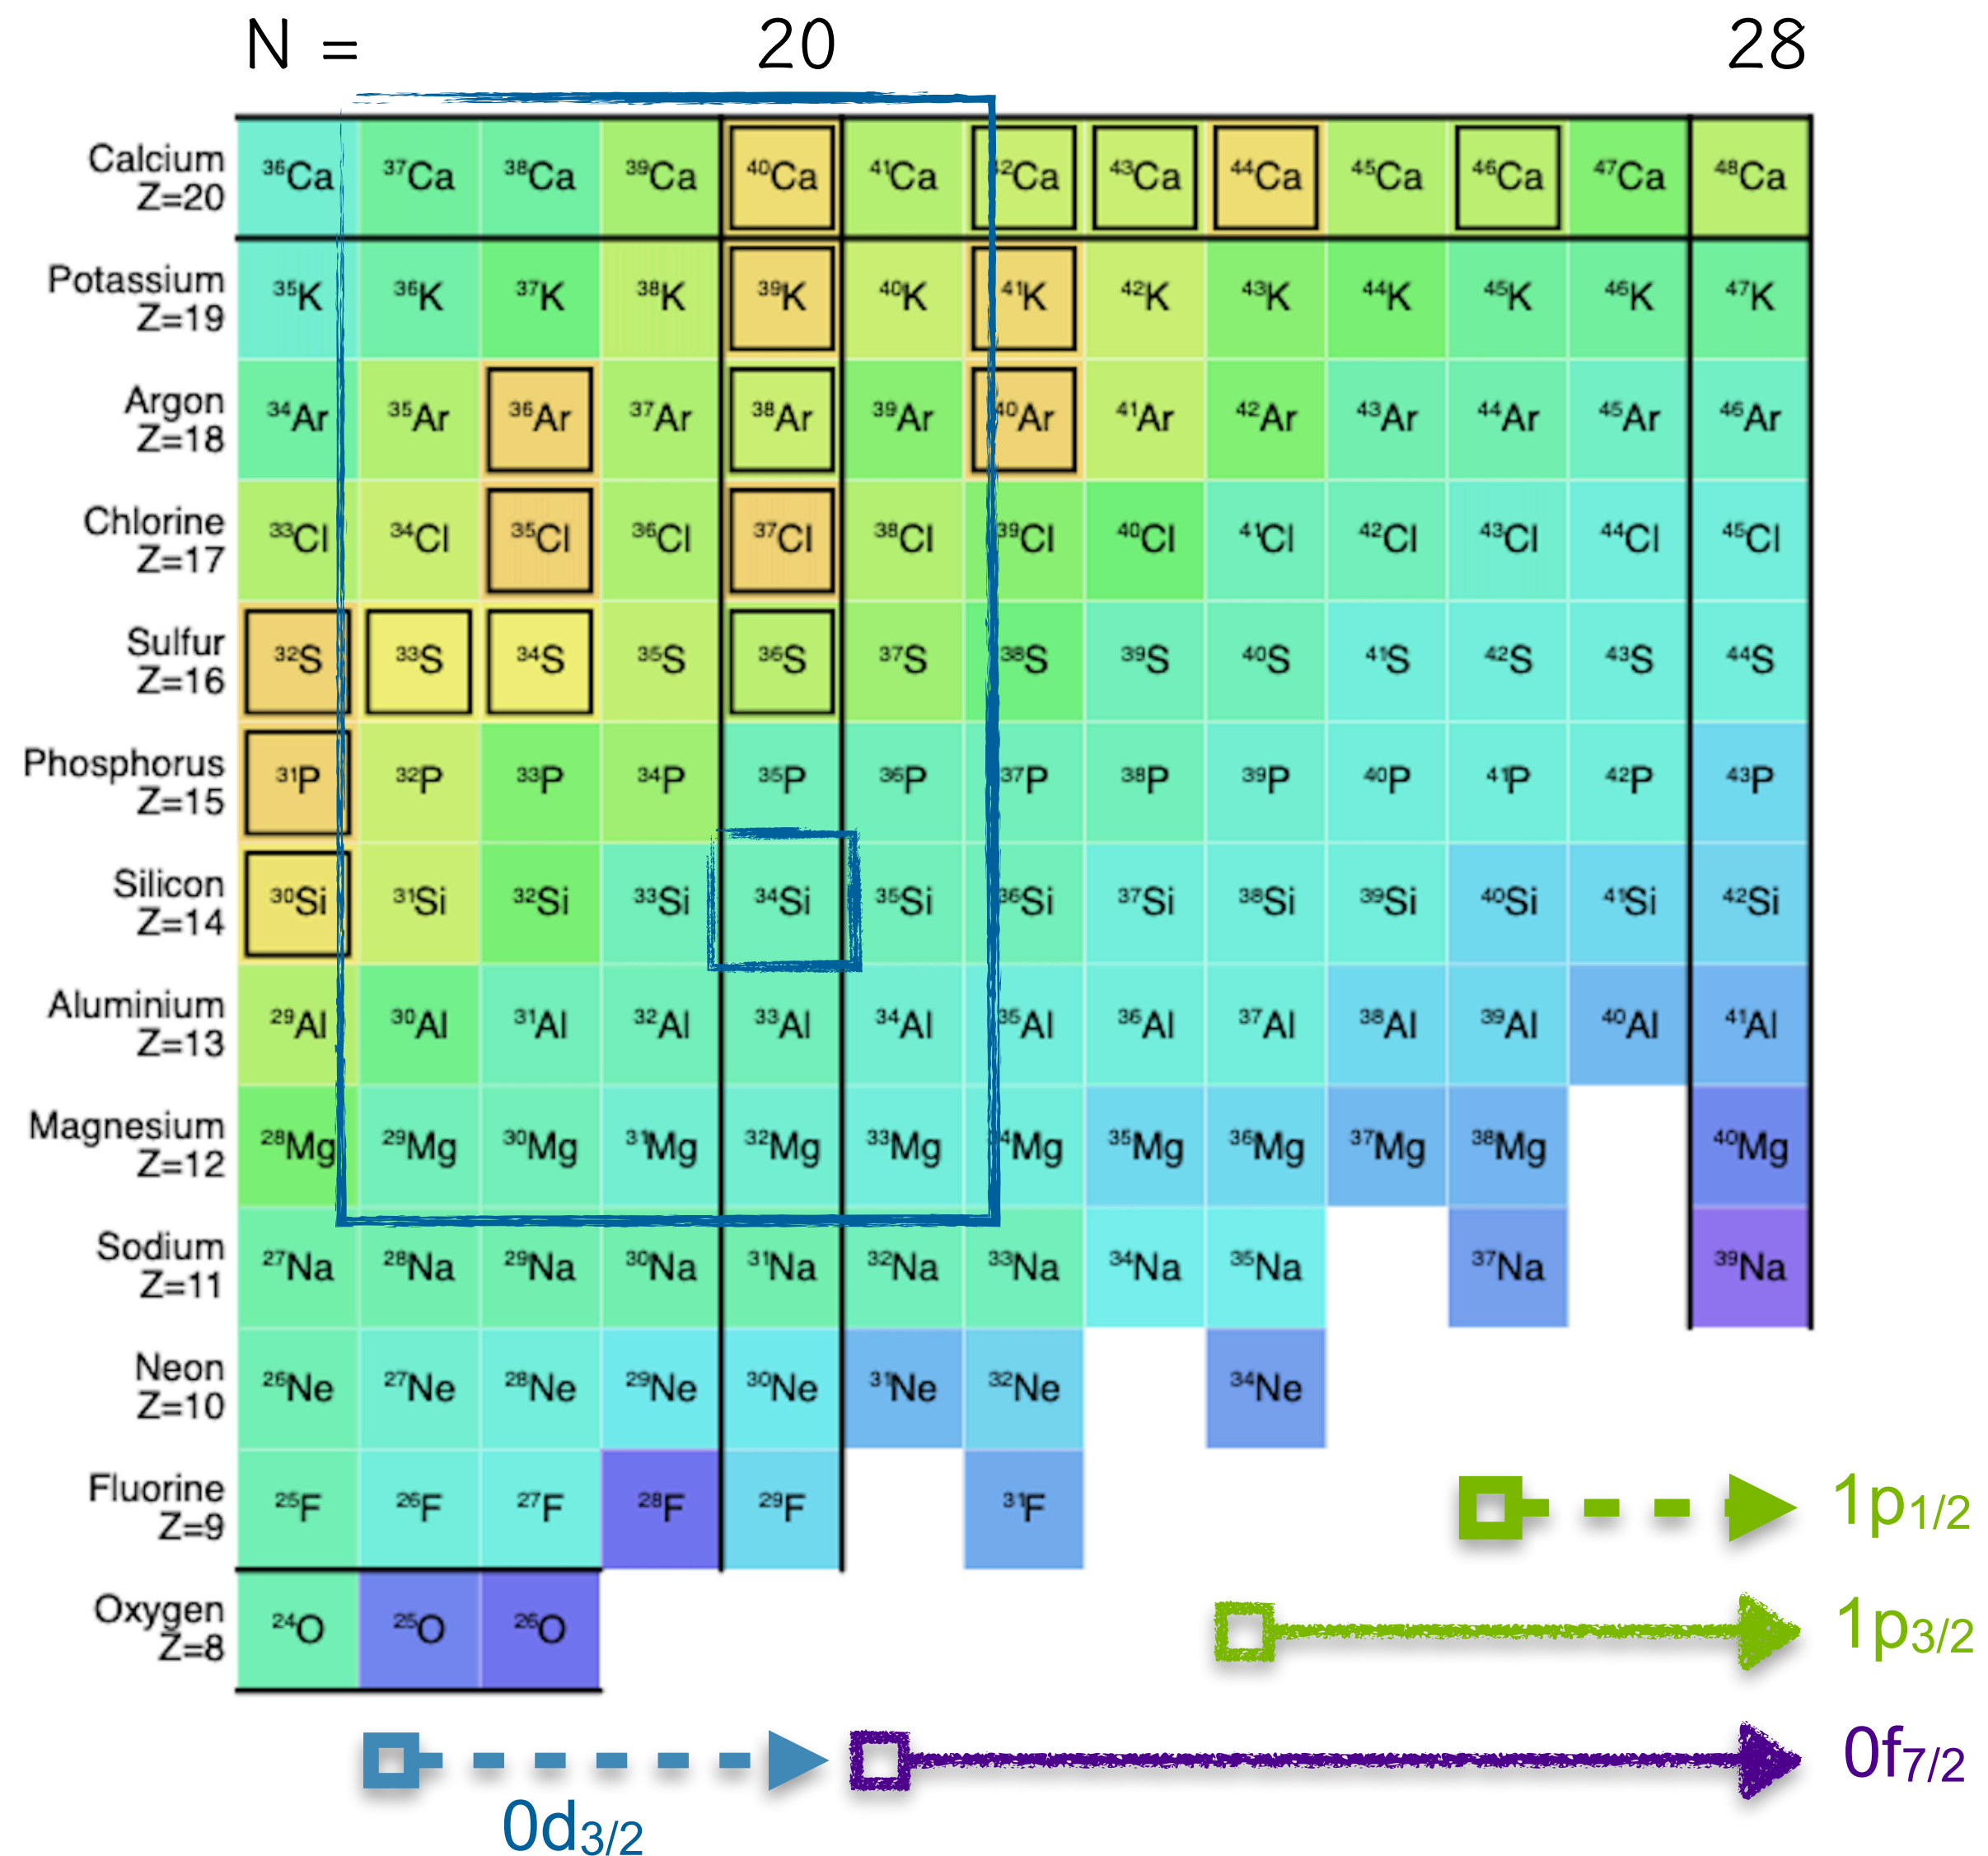 N = 20 28
Calcium Z=20 ³⁶Ca ³⁷Ca ³⁸Ca ³⁹Ca ⁴⁰Ca ⁴¹Ca ⁴²Ca ⁴³Ca ⁴⁴Ca ⁴⁵Ca ⁴⁶Ca ⁴⁷Ca ⁴⁸Ca
Potassium Z=19 ³⁵K ³⁶K ³⁷K ³⁸K ³⁹K ⁴⁰K ⁴¹K ⁴²K ⁴³K ⁴⁴K ⁴⁵K ⁴⁶K ⁴⁷K
Argon Z=18 ³⁴Ar ³⁵Ar ³⁶Ar ³⁷Ar ³⁸Ar ³⁹Ar ⁴⁰Ar ⁴¹Ar ⁴²Ar ⁴³Ar ⁴⁴Ar ⁴⁵Ar ⁴⁶Ar
Chlorine Z=17 ³³Cl ³⁴Cl ³⁵Cl ³⁶Cl ³⁷Cl ³⁸Cl ³⁹Cl ⁴⁰Cl ⁴¹Cl ⁴²Cl ⁴³Cl ⁴⁴Cl ⁴⁵Cl
Sulfur Z=16 ³²S ³³S ³⁴S ³⁵S ³⁶S ³⁷S ³⁸S ³⁹S ⁴⁰S ⁴¹S ⁴²S ⁴³S ⁴⁴S
Phosphorus Z=15 ³¹P ³²P ³³P ³⁴P ³⁵P ³⁶P ³⁷P ³⁸P ³⁹P ⁴⁰P ⁴¹P ⁴²P ⁴³P
Silicon Z=14 ³⁰Si ³¹Si ³²Si ³³Si ³⁴Si ³⁵Si ³⁶Si ³⁷Si ³⁸Si ³⁹Si ⁴⁰Si ⁴¹Si ⁴²Si
Aluminium Z=13 ²⁹Al ³⁰Al ³¹Al ³²Al ³³Al ³⁴Al ³⁵Al ³⁶Al ³⁷Al ³⁸Al ³⁹Al ⁴⁰Al ⁴¹Al
Magnesium Z=12 ²⁸Mg ²⁹Mg ³⁰Mg ³¹Mg ³²Mg ³³Mg ³⁴Mg ³⁵Mg ³⁶Mg ³⁷Mg ³⁸Mg ⁴⁰Mg
Sodium Z=11 ²⁷Na ²⁸Na ²⁹Na ³⁰Na ³¹Na ³²Na ³³Na ³⁴Na ³⁵Na ³⁷Na ³⁹Na
Neon Z=10 ²⁶Ne ²⁷Ne ²⁸Ne ²⁹Ne ³⁰Ne ³¹Ne ³²Ne ³⁴Ne
Fluorine Z=9 ²⁵F ²⁶F ²⁷F ²⁸F ²⁹F ³¹F
1p1/2
Oxygen Z=8 ²⁴O ²⁵O ²⁶O
1p3/2
0f7/2
0d3/2